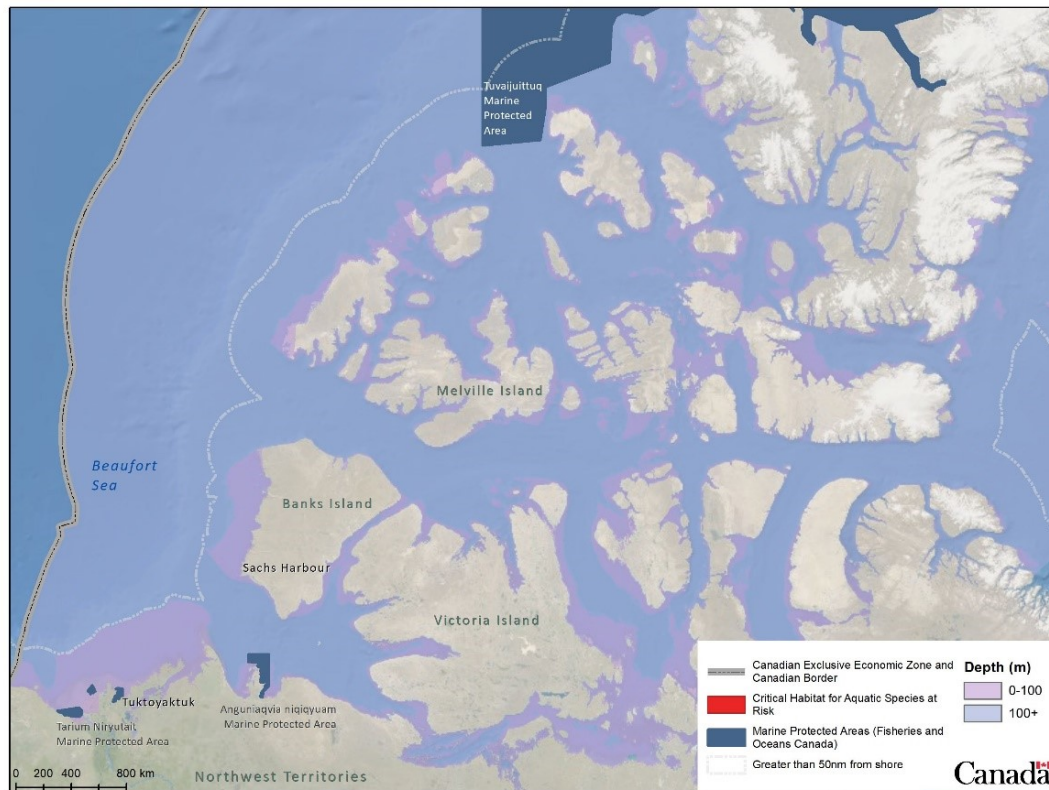 Tuvaijuittuq
Marine
Protected
Area
Melville Island
Beaufort
Sea
Banks Island
Sachs Harbour
Victoria Island
Tuktoyaktuk
Anguniaqvia niqiqyuam
Marine Protected Area
Tarium Niryutait
Marine Protected Area
Northwest Territories
0 200 400 800 km
Canadian Exclusive Economic Zone and
Canadian Border
Critical Habitat for Aquatic Species at
Risk
Marine Protected Areas (Fisheries and
Oceans Canada)
Greater than 50nm from shore
Depth (m)
0-100
100+
Canada